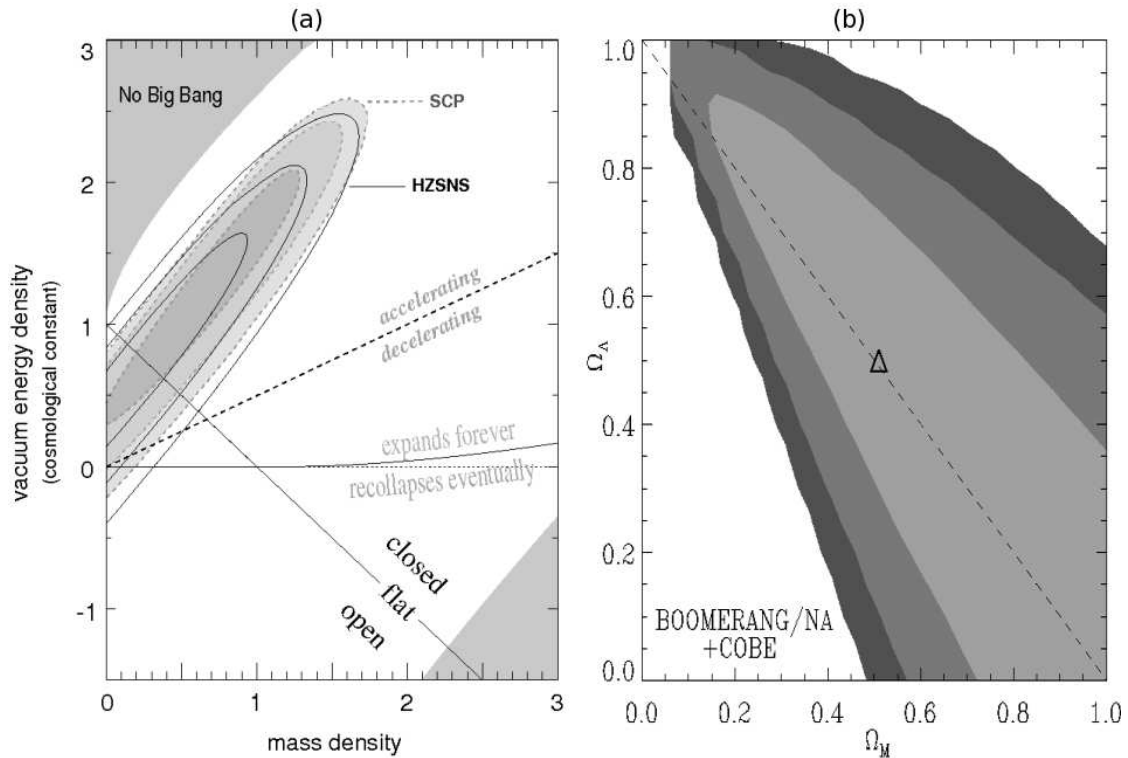 (a)
(b)
3
2
1
0
-1
0
1
2
3
vacuum energy density
(cosmological constant)
mass density
No Big Bang
SCP
HZSNS
accelerating
decelerating
expands forever
recollapses eventually
closed
flat
open
1.0
0.8
0.6
0.4
0.2
0.0
Ω_Λ
BOOMERANG/NA
+COBE
0.0
0.2
0.4
0.6
0.8
1.0
Ω_M